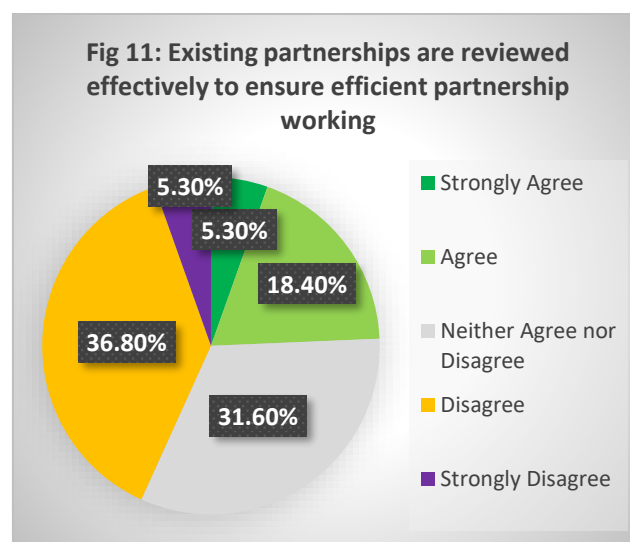 Fig 11: Existing partnerships are reviewed
effectively to ensure efficient partnership
working
5.30%
5.30%
18.40%
36.80%
31.60%
Strongly Agree
Agree
Neither Agree nor
Disagree
Disagree
Strongly Disagree